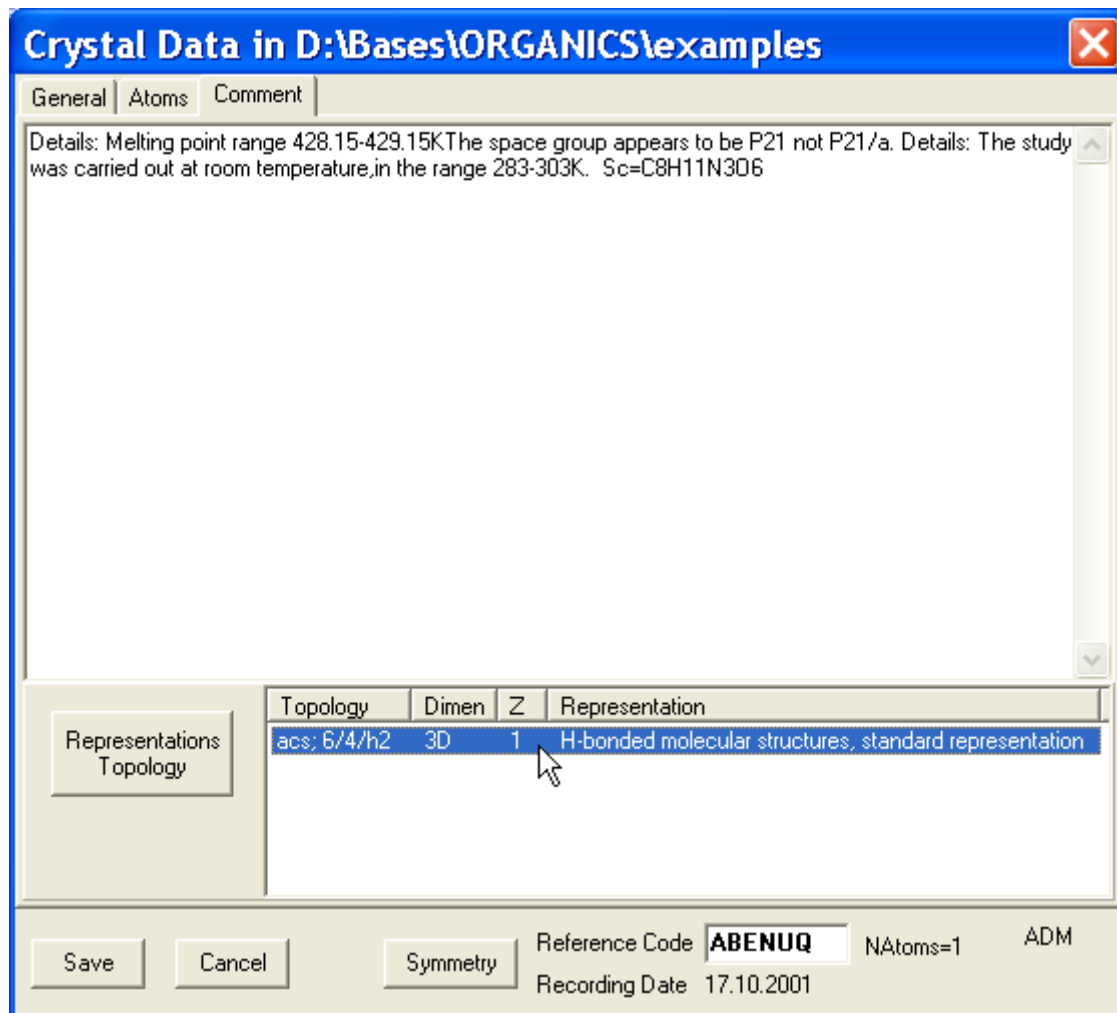 Crystal Data in D:\Bases\ORGANICS\examples
General Atoms Comment
Details: Melting point range 428.15-429.15KThe space group appears to be P21 not P21/a. Details: The study
was carried out at room temperature,in the range 283-303K. Sc=C8H11N3O6
Topology Dimen Z Representation
Representations
Topology
acs; 6/4/h2 3D 1 H-bonded molecular structures, standard representation
Save Cancel Symmetry Reference Code ABENUQ NAtoms=1 ADM
Recording Date 17.10.2001